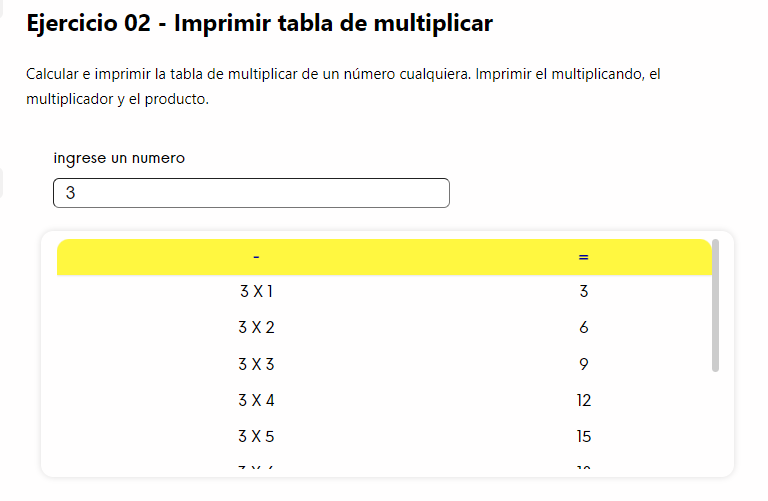 Ejercicio 02 - Imprimir tabla de multiplicar
Calcular e imprimir la tabla de multiplicar de un número cualquiera. Imprimir el multiplicando, el
multiplicador y el producto.
ingrese un numero
3
- =
3 X 1 3
3 X 2 6
3 X 3 9
3 X 4 12
3 X 5 15